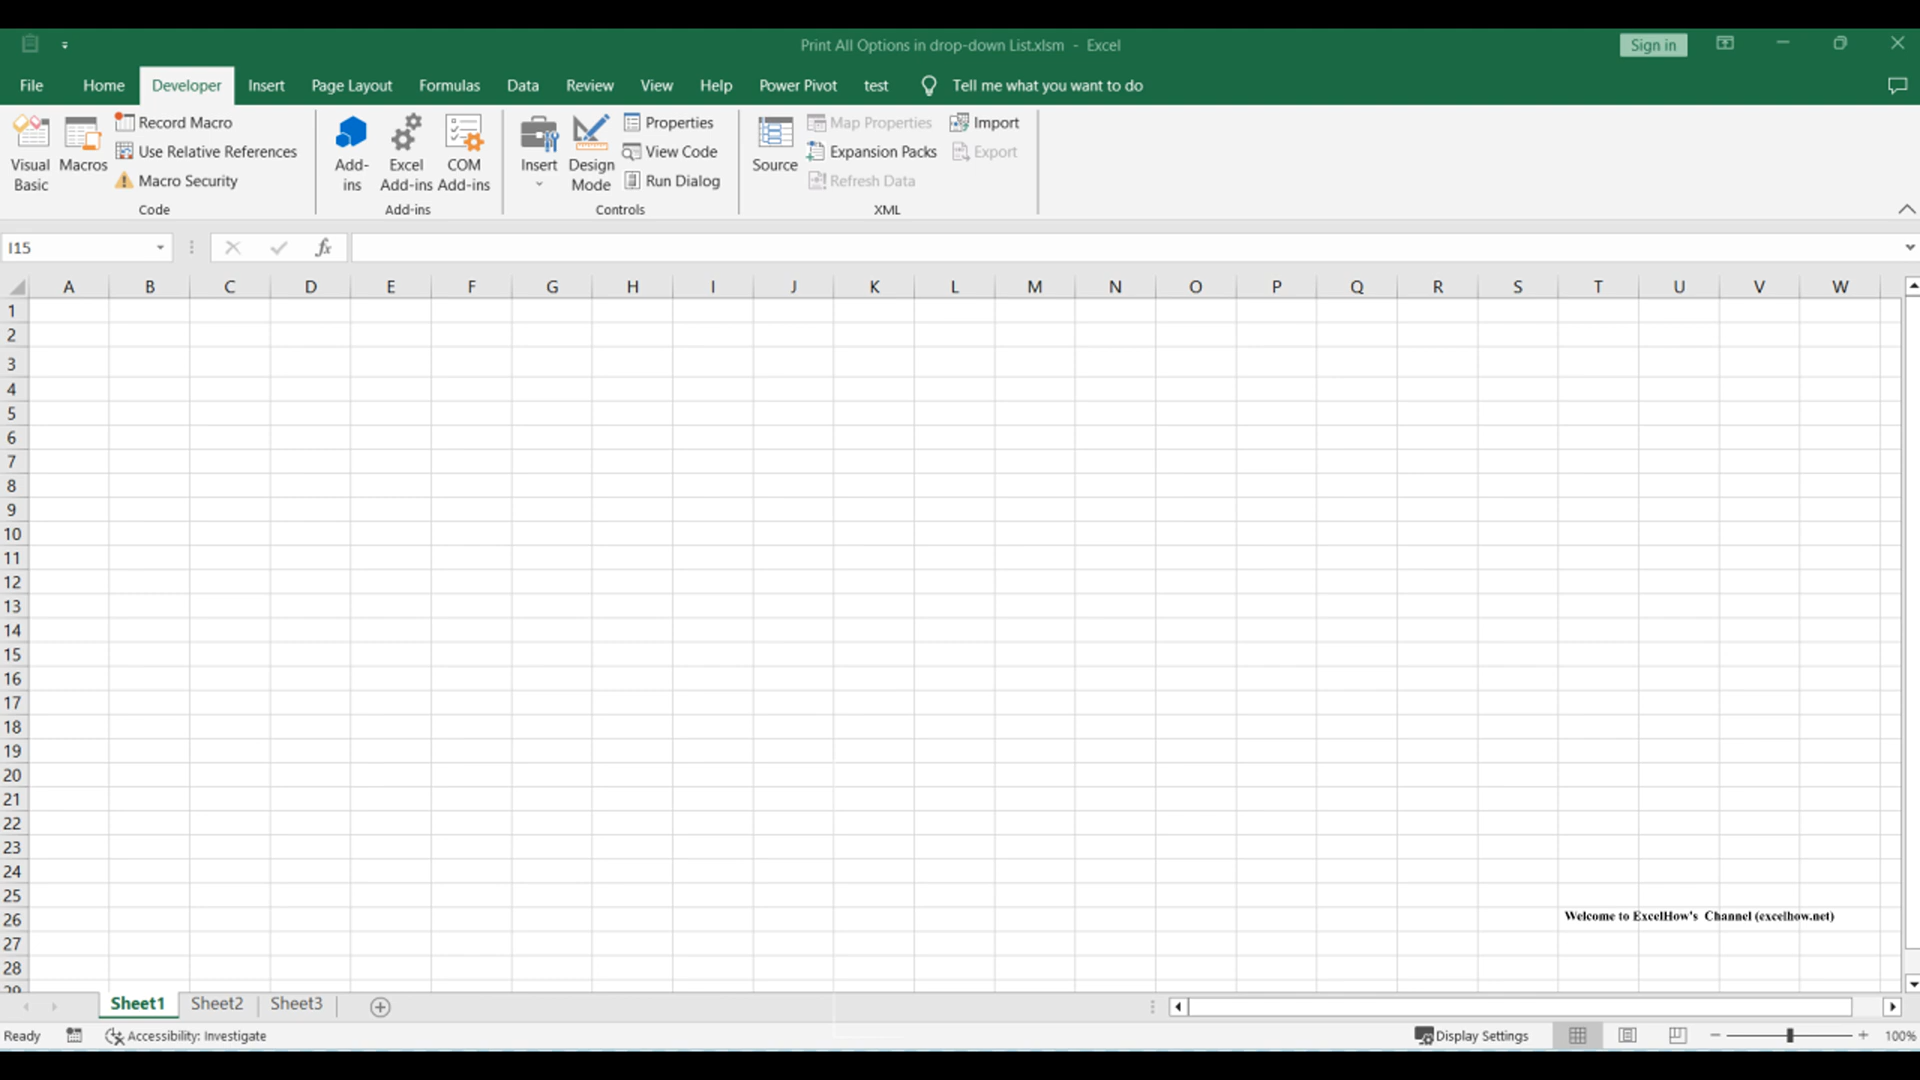 Print All Options in drop-down List.xlsm - Excel
Sign in
File Home Developer Insert Page Layout Formulas Data Review View Help Power Pivot test Tell me what you want to do
Visual Basic
Macros
Record Macro
Use Relative References
Macro Security
Code
Add-ins
Excel Add-ins
COM Add-ins
Add-ins
Insert
Design Mode
Properties
View Code
Run Dialog
Controls
Source
Map Properties
Expansion Packs
Refresh Data
Import
Export
XML
I15
fx
A B C D E F G H I J K L M N O P Q R S T U V W
1
2
3
4
5
6
7
8
9
10
11
12
13
14
15
16
17
18
19
20
21
22
23
24
25
26
Welcome to ExcelHow's Channel (excelhow.net)
27
28
29
Sheet1 Sheet2 Sheet3
Ready
Accessibility: Investigate
Display Settings
100%